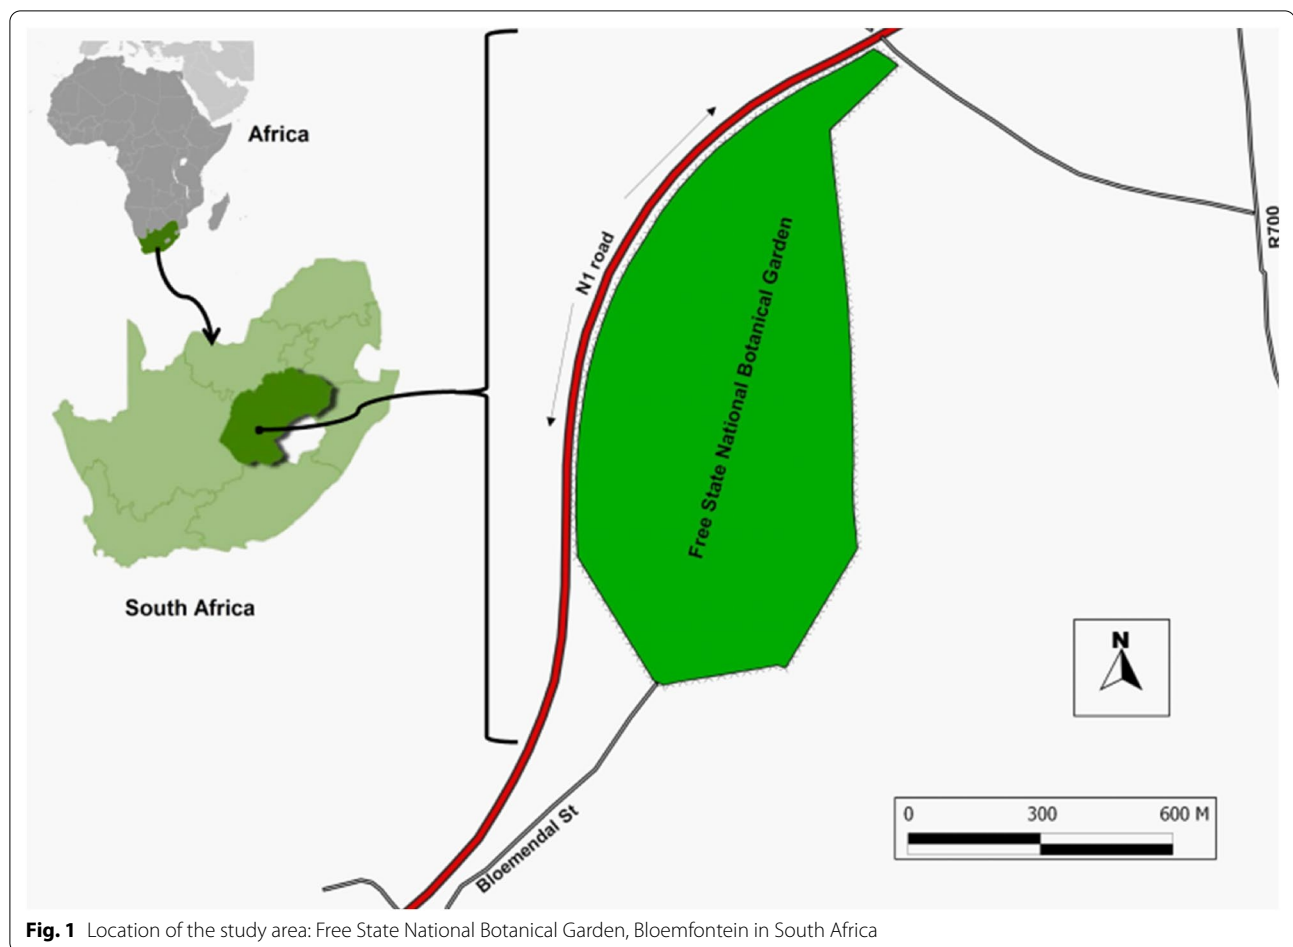 Africa
South Africa
N1 road
Free State National Botanical Garden
R700
Bloemendal St
N
0 300 600 M
Fig. 1 Location of the study area: Free State National Botanical Garden, Bloemfontein in South Africa